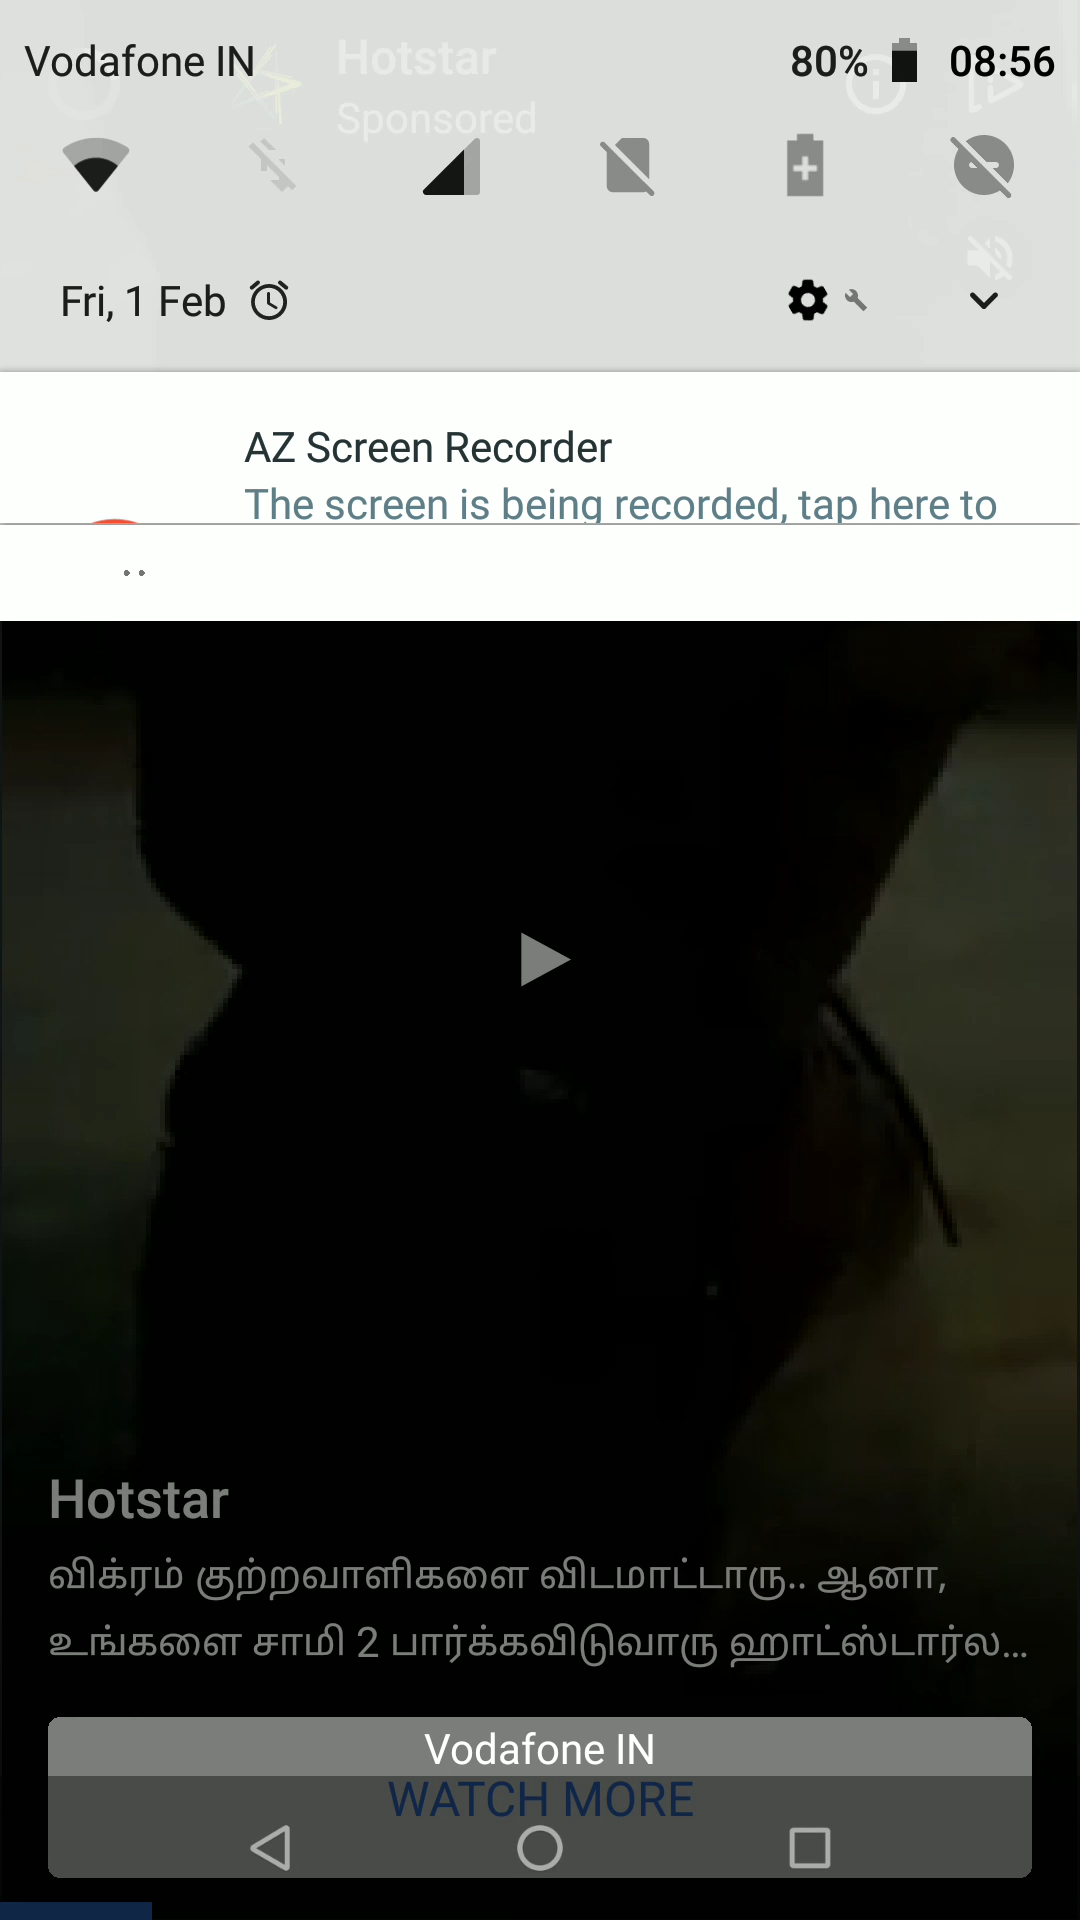 Vodafone IN
80%
08:56
Hotstar
Sponsored
Fri, 1 Feb
AZ Screen Recorder
The screen is being recorded, tap here to
Hotstar
விக்ரம் குற்றவாளிகளை விடமாட்டாரு.. ஆனா,
உங்களை சாமி 2 பார்க்கவிடுவாரு ஹாட்ஸ்டார்ல...
Vodafone IN
WATCH MORE